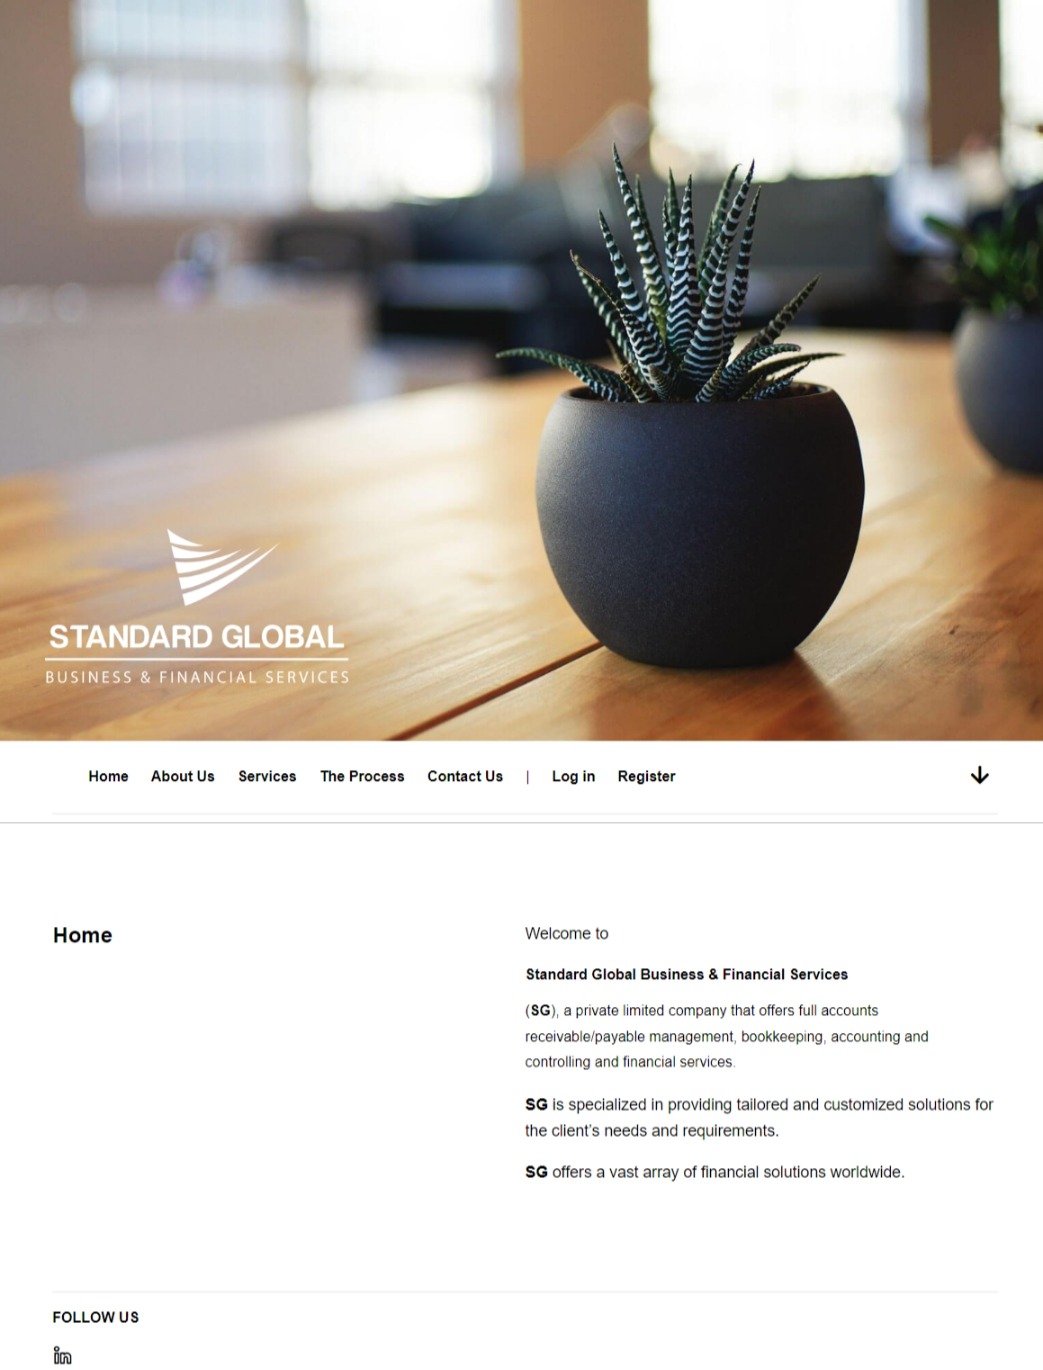 STANDARD GLOBAL
BUSINESS & FINANCIAL SERVICES
Home About Us Services The Process Contact Us | Log in Register
Home
Welcome to
Standard Global Business & Financial Services
(SG), a private limited company that offers full accounts
receivable/payable management, bookkeeping, accounting and
controlling and financial services.
SG is specialized in providing tailored and customized solutions for
the client's needs and requirements.
SG offers a vast array of financial solutions worldwide.
FOLLOW US
in